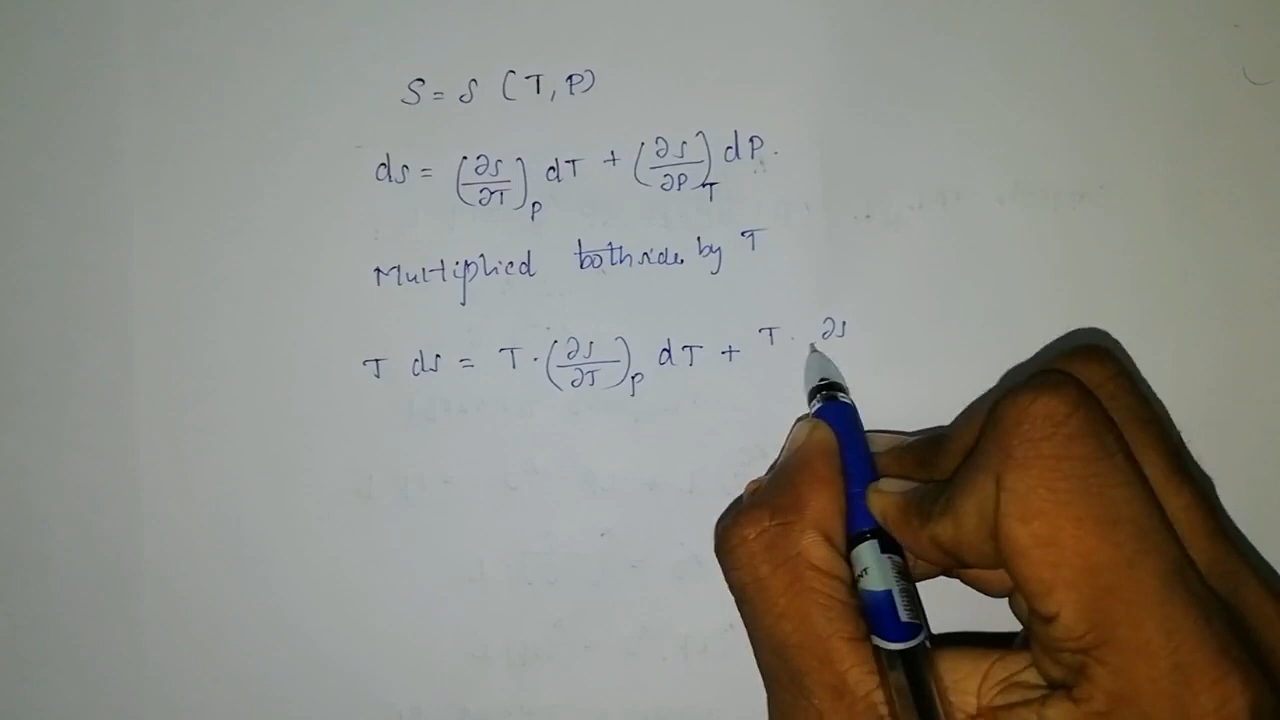 S = S (T, P)
dS = (∂S/∂T)_P dT + (∂S/∂P)_T dP.
Multiplied bothside by T
T dS = T·(∂S/∂T)_P dT + T · ∂S